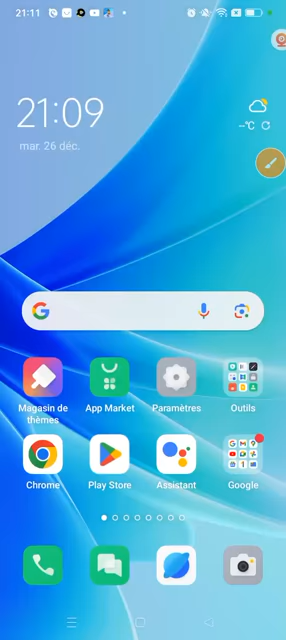 21:11
21:09
mar. 26 déc.
--°C
Magasin de thèmes
App Market
Paramètres
Outils
Chrome
Play Store
Assistant
Google